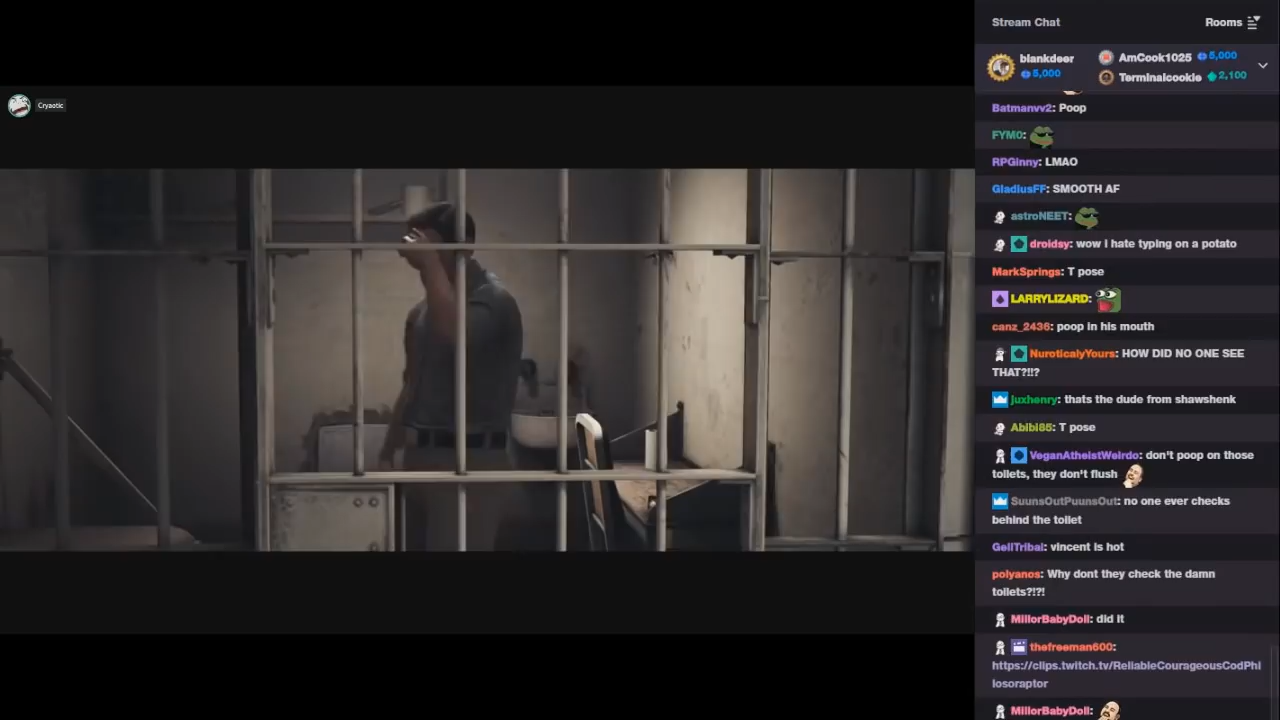 Stream Chat
Rooms
blankdeer
5,000
AmCook1025
5,000
Terminalcookie
2,100
Cryaotic
Batmanvv2: Poop
FYM0:
RPGinny: LMAO
GladiusFF: SMOOTH AF
astroNEET:
droidsy: wow i hate typing on a potato
MarkSprings: T pose
LARRYLIZARD:
canz_2436: poop in his mouth
NuroticalyYours: HOW DID NO ONE SEE
THAT?!!?
juxhenry: thats the dude from shawshenk
Abibi86: T pose
VeganAtheistWeirdo: don't poop on those
toilets, they don't flush
SuunsOutPuunsOut: no one ever checks
behind the toilet
GellTribal: vincent is hot
polyanos: Why dont they check the damn
toilets?!?!
MillorBabyDoll: did it
thefreeman600:
https://clips.twitch.tv/ReliableCourageousCodPhi
losoraptor
MillorBabyDoll: